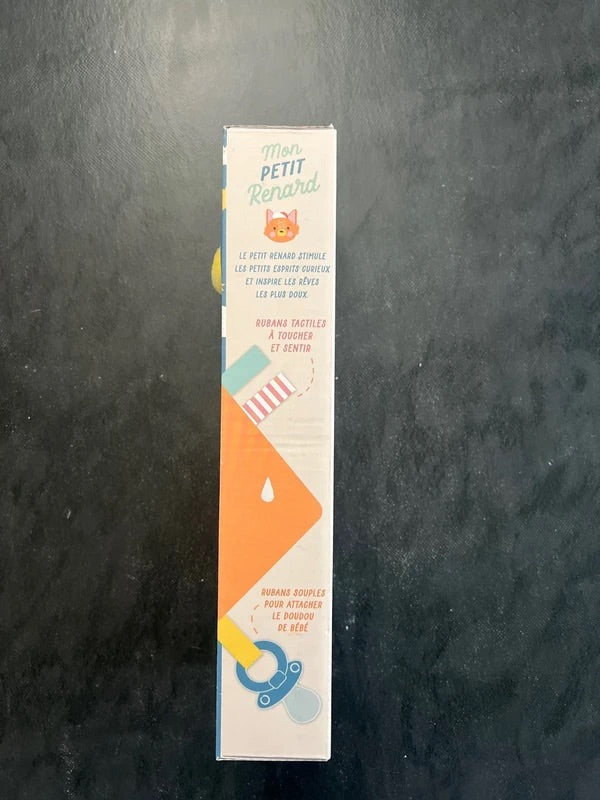 Mon
PETIT
Renard
LE PETIT RENARD STIMULE
LES PETITS ESPRITS CURIEUX
ET INSPIRE LES RÊVES
LES PLUS DOUX.
RUBANS TACTILES
À TOUCHER
ET SENTIR
RUBANS SOUPLES
POUR ATTACHER
LE DOUDOU
DE BÉBÉ